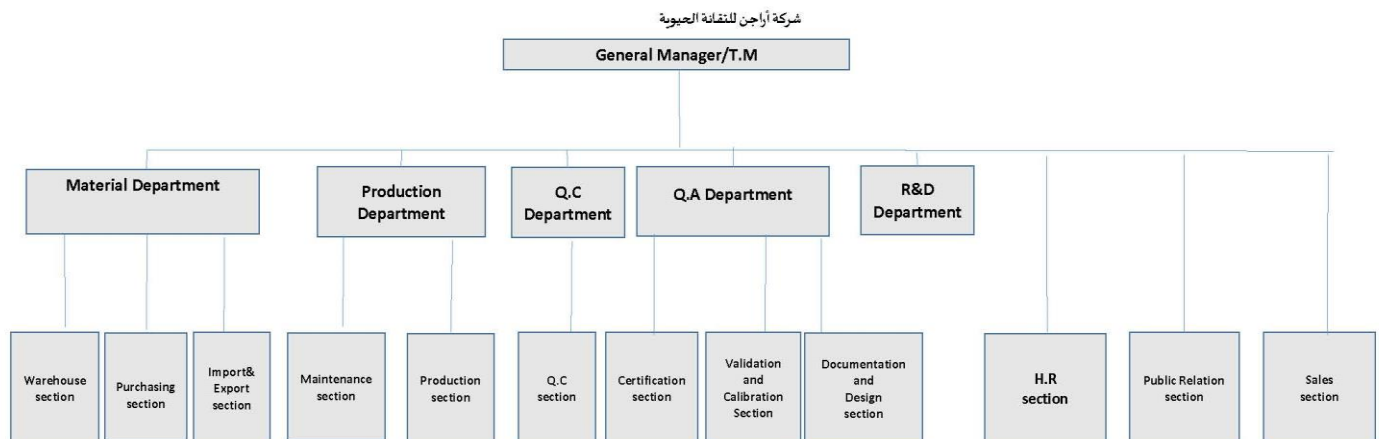 شركة أراجن للتقانة الحيوية
General Manager/T.M
Material Department
Production
Department
Q.C
Department
Q.A Department
R&D
Department
Warehouse
section
Purchasing
section
Import&
Export
section
Maintenance
section
Production
section
Q.C
section
Certification
section
Validation
and
Calibration
Section
Documentation
and
Design
section
H.R
section
Public Relation
section
Sales
section